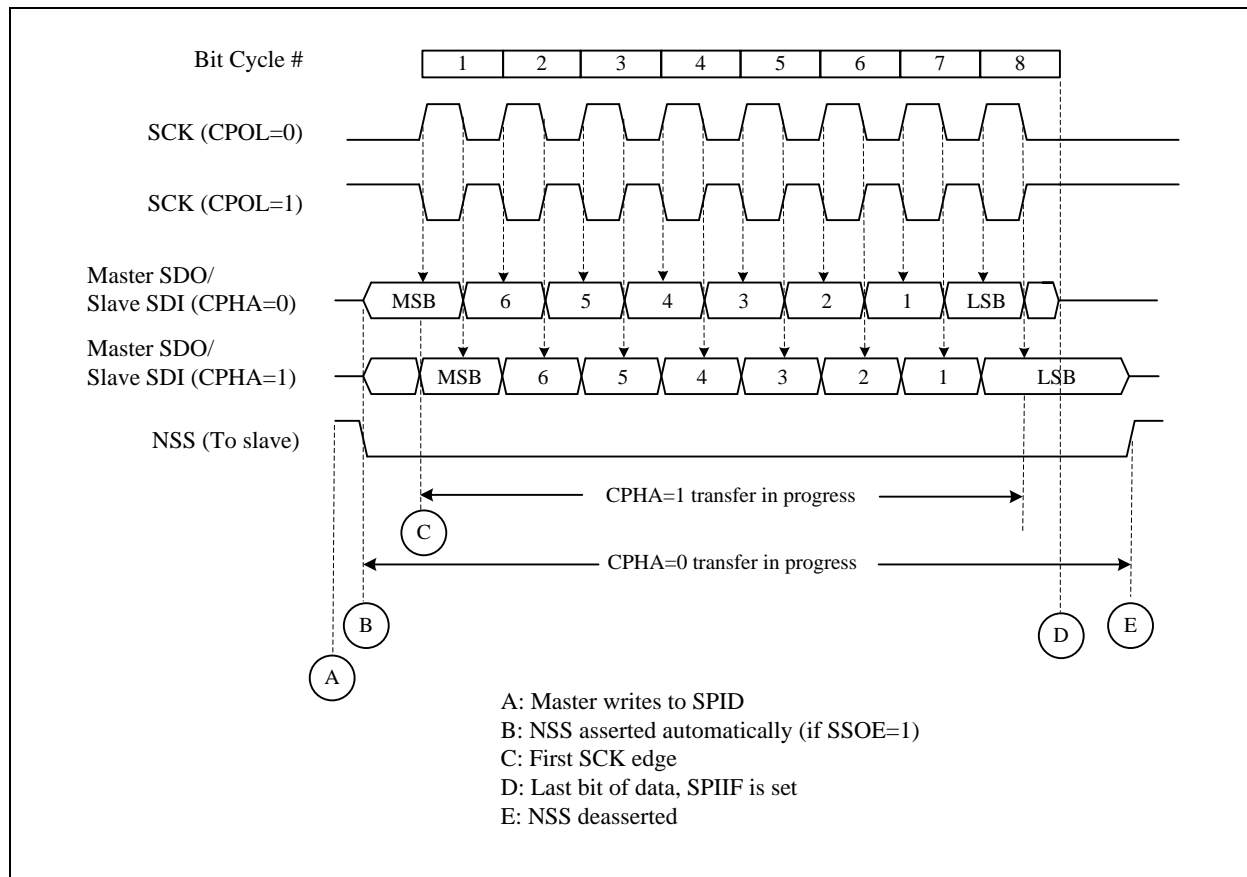 Bit Cycle # 1 2 3 4 5 6 7 8
SCK (CPOL=0)
SCK (CPOL=1)
Master SDO/
Slave SDI (CPHA=0) MSB 6 5 4 3 2 1 LSB
Master SDO/
Slave SDI (CPHA=1) MSB 6 5 4 3 2 1 LSB
NSS (To slave)
CPHA=1 transfer in progress
C
CPHA=0 transfer in progress
B D E
A
A: Master writes to SPID
B: NSS asserted automatically (if SSOE=1)
C: First SCK edge
D: Last bit of data, SPIIF is set
E: NSS deasserted